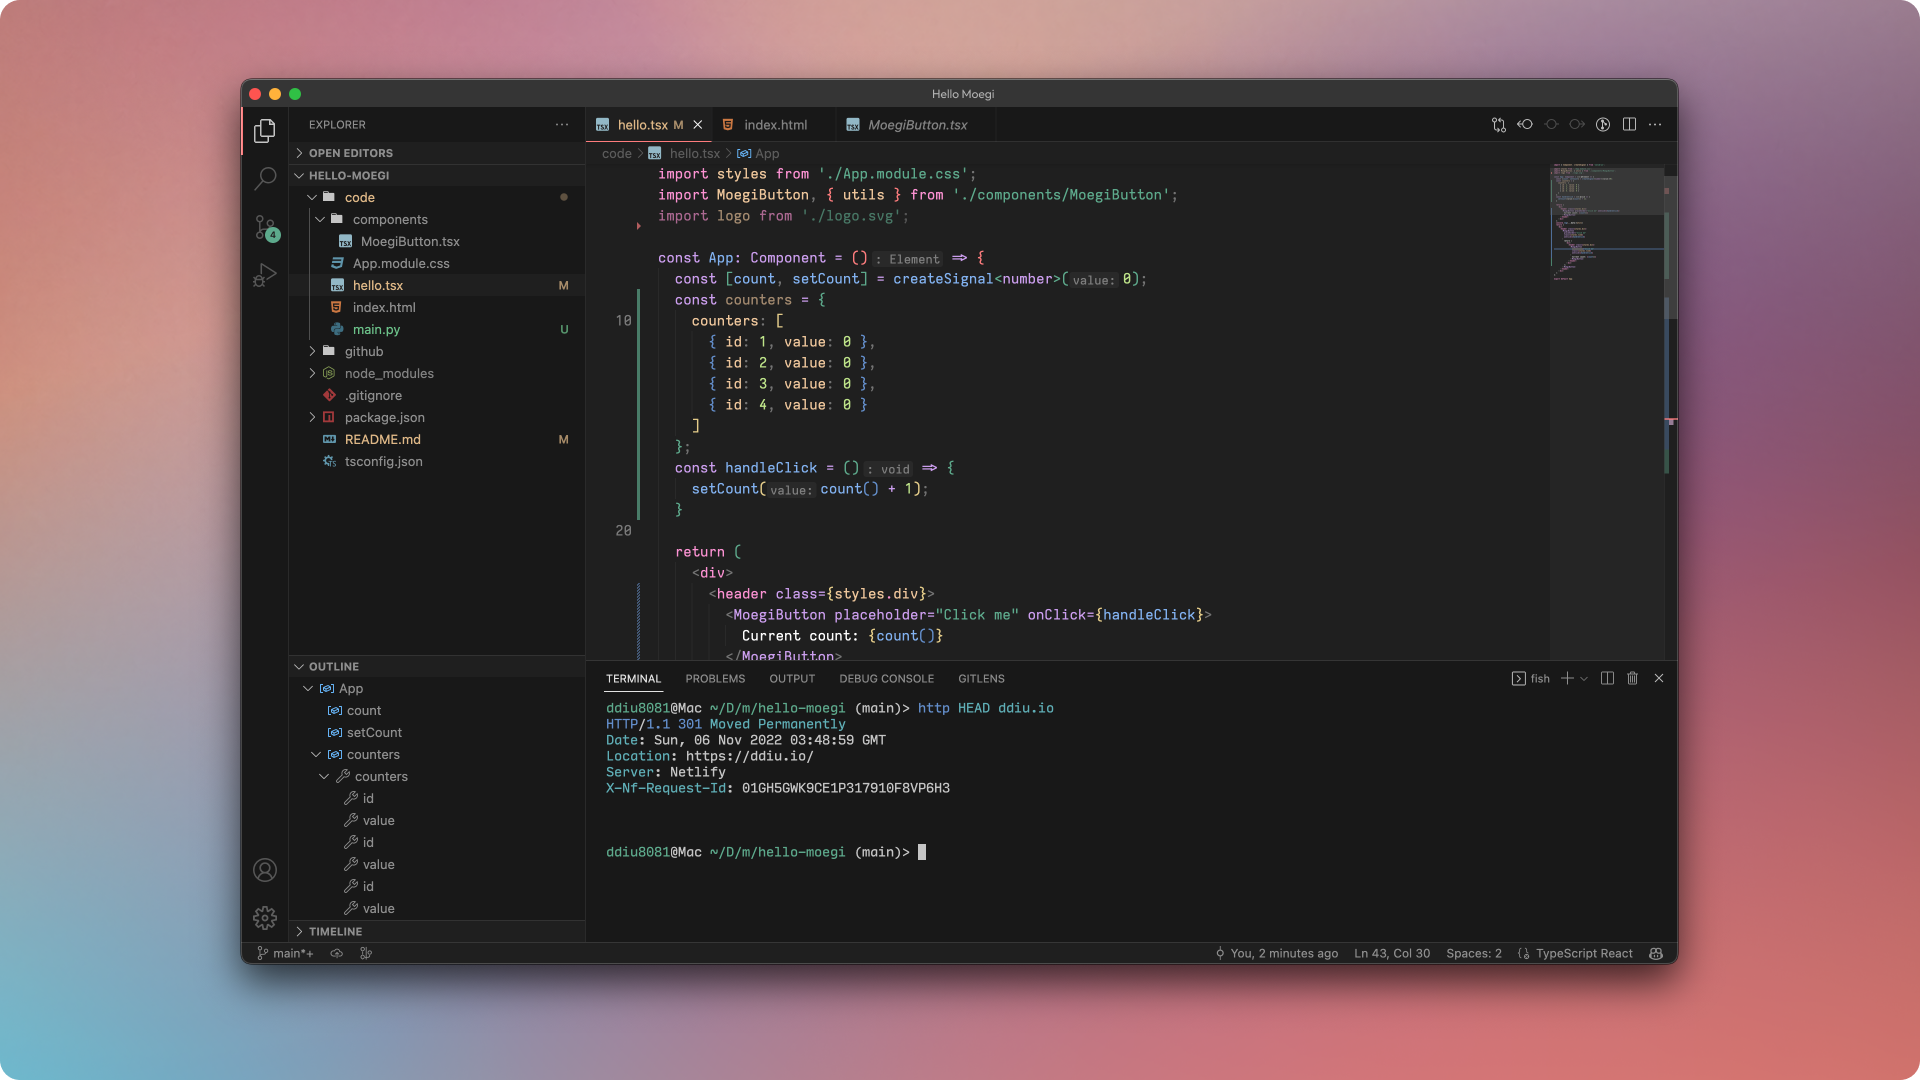 Hello Moegi
EXPLORER
OPEN EDITORS
HELLO-MOEGI
code
components
MoegiButton.tsx
App.module.css
hello.tsx M
index.html
main.py U
github
node_modules
.gitignore
package.json
README.md M
tsconfig.json
4
OUTLINE
App
count
setCount
counters
counters
id
value
id
value
id
value
TIMELINE
hello.tsx M
index.html
MoegiButton.tsx
code > hello.tsx > App
import styles from './App.module.css';
import MoegiButton, { utils } from './components/MoegiButton';
import logo from './logo.svg';
const App: Component = () : Element ⇒ {
const [count, setCount] = createSignal<number>( value: 0);
const counters = {
10 counters: [
{ id: 1, value: 0 },
{ id: 2, value: 0 },
{ id: 3, value: 0 },
{ id: 4, value: 0 }
]
};
const handleClick = () : void ⇒ {
setCount( value: count() + 1);
}
20
return (
<div>
<header class={styles.div}>
<MoegiButton placeholder="Click me" onClick={handleClick}>
Current count: {count()}
</MoegiButton>
TERMINAL PROBLEMS OUTPUT DEBUG CONSOLE GITLENS
fish
ddiu8081@Mac ~/D/m/hello-moegi (main)> http HEAD ddiu.io
HTTP/1.1 301 Moved Permanently
Date: Sun, 06 Nov 2022 03:48:59 GMT
Location: https://ddiu.io/
Server: Netlify
X-Nf-Request-Id: 01GH5GWK9CE1P317910F8VP6H3
ddiu8081@Mac ~/D/m/hello-moegi (main)>
main*+
You, 2 minutes ago
Ln 43, Col 30
Spaces: 2
TypeScript React